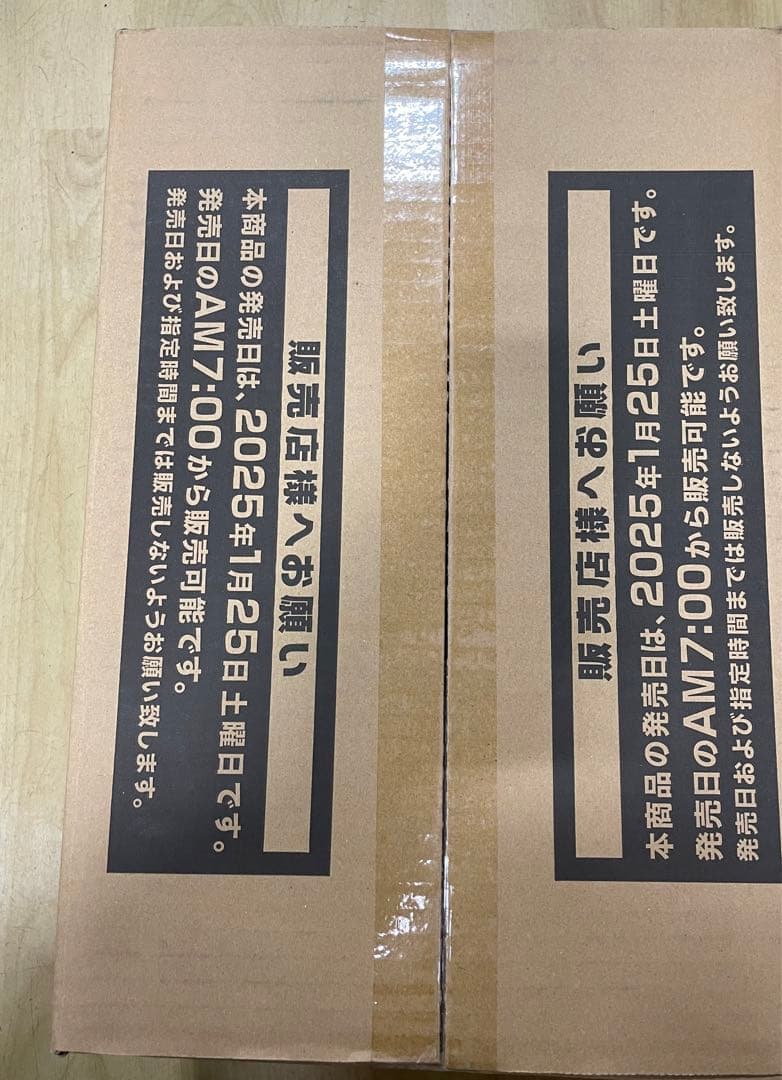 販売店様へお願い
本商品の発売日は、2025年1月25日土曜日です。
発売日のAM7:00から販売可能です。
発売日および指定時間までは販売しないようお願い致します。
販売店様へお願い
本商品の発売日は、2025年1月25日土曜日です。
発売日のAM7:00から販売可能です。
発売日および指定時間までは販売しないようお願い致します。